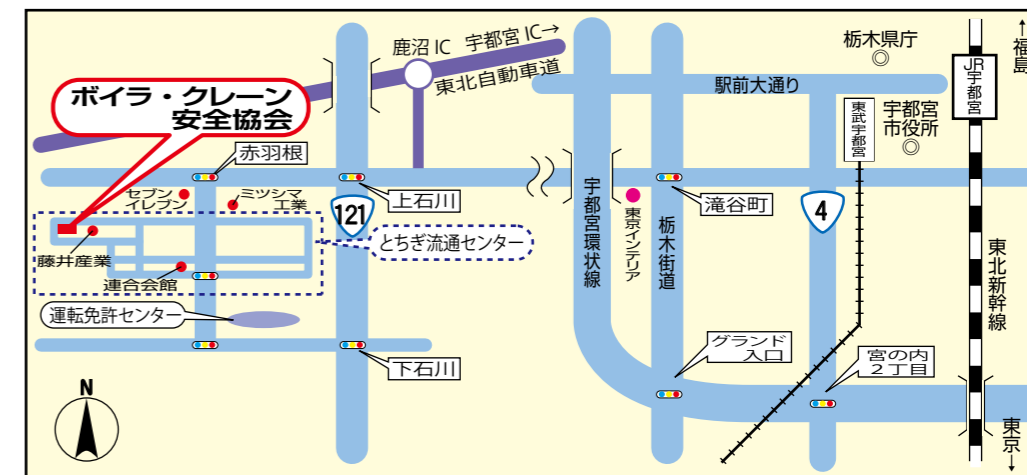 鹿沼 IC
宇都宮 IC→
東北自動車道
栃木県庁
↑福島
JR宇都宮
駅前大通り
東武宇都宮
宇都宮
市役所
ボイラ・クレーン
安全協会
赤羽根
セブン
イレブン
ミツシマ
工業
上石川
121
とちぎ流通センター
藤井産業
連合会館
運転免許センター
下石川
宇都宮環状線
東京インテリア
栃木街道
滝谷町
4
東北新幹線
グランド
入口
宮の内
2丁目
東京↓
N